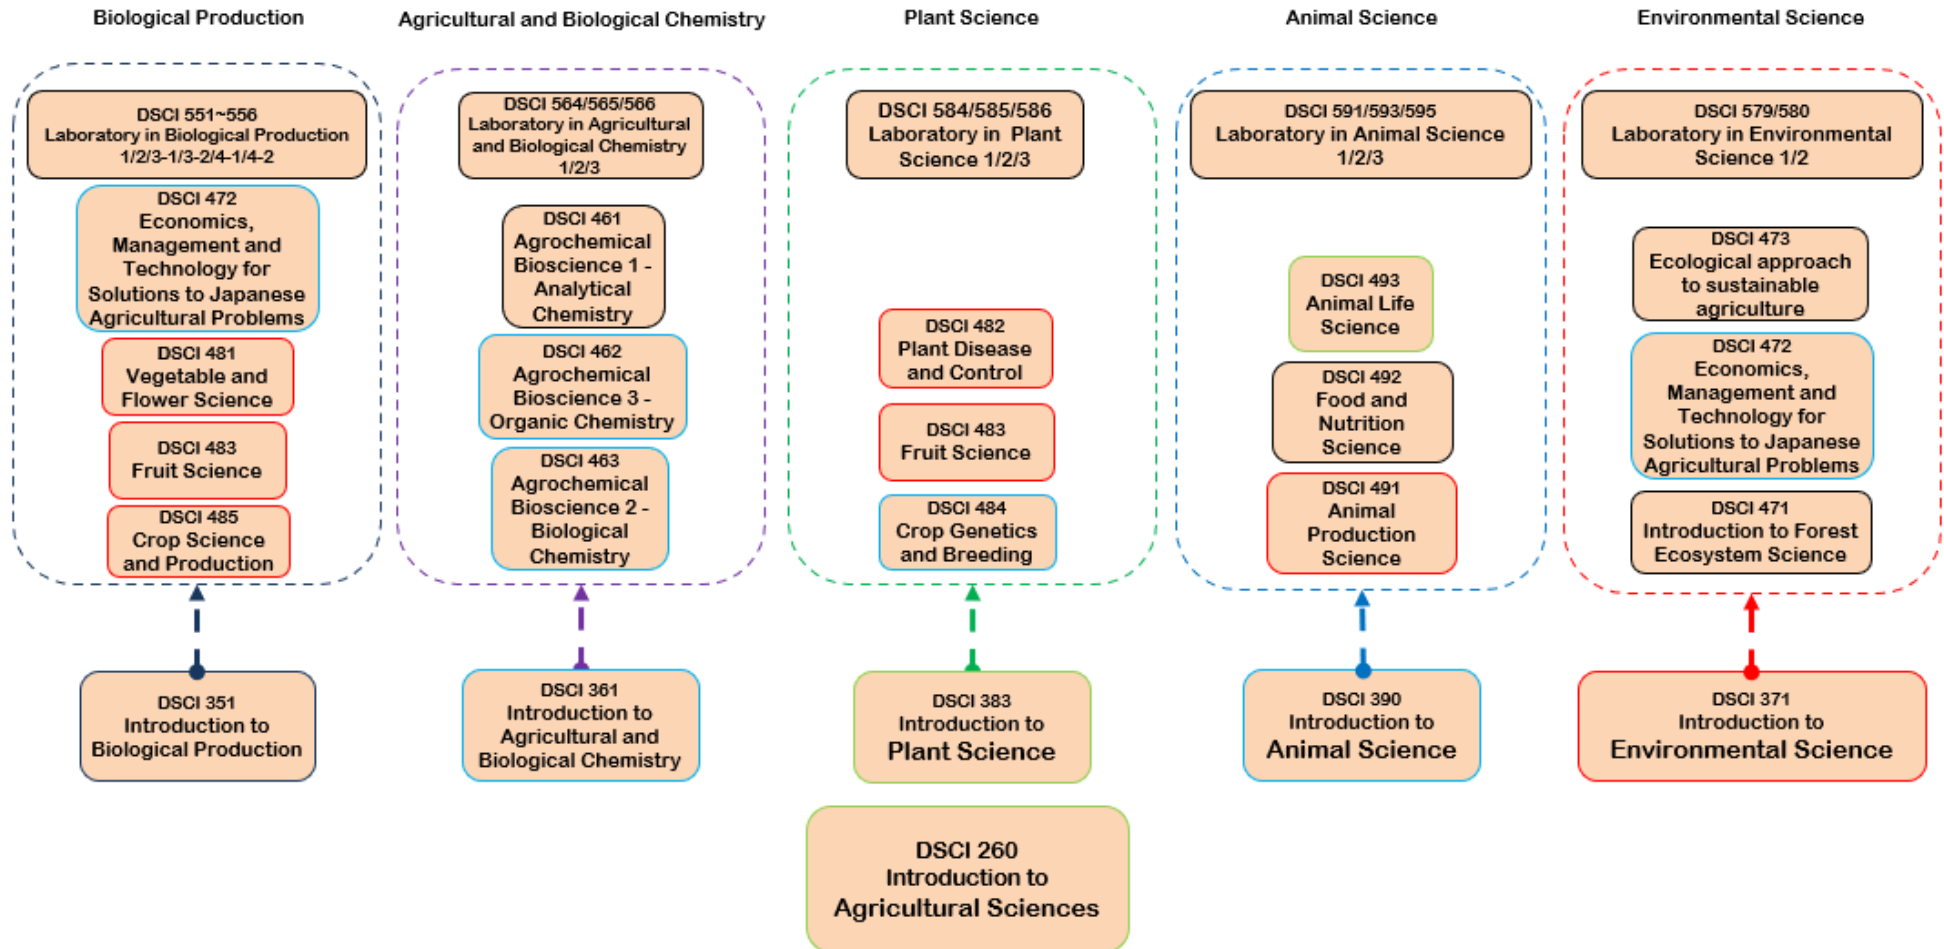 Biological Production
Agricultural and Biological Chemistry
Plant Science
Animal Science
Environmental Science
DSCI 551~556
Laboratory in Biological Production
1/2/3-1/3-2/4-1/4-2
DSCI 472
Economics,
Management and
Technology for
Solutions to Japanese
Agricultural Problems
DSCI 481
Vegetable and
Flower Science
DSCI 483
Fruit Science
DSCI 485
Crop Science
and Production
DSCI 351
Introduction to
Biological Production
DSCI 564/565/566
Laboratory in Agricultural
and Biological Chemistry
1/2/3
DSCI 461
Agrochemical
Bioscience 1 -
Analytical
Chemistry
DSCI 462
Agrochemical
Bioscience 3 -
Organic Chemistry
DSCI 463
Agrochemical
Bioscience 2 -
Biological
Chemistry
DSCI 361
Introduction to
Agricultural and
Biological Chemistry
DSCI 584/585/586
Laboratory in Plant
Science 1/2/3
DSCI 482
Plant Disease
and Control
DSCI 483
Fruit Science
DSCI 484
Crop Genetics
and Breeding
DSCI 383
Introduction to
Plant Science
DSCI 591/593/595
Laboratory in Animal Science
1/2/3
DSCI 493
Animal Life
Science
DSCI 492
Food and
Nutrition
Science
DSCI 491
Animal
Production
Science
DSCI 390
Introduction to
Animal Science
DSCI 579/580
Laboratory in Environmental
Science 1/2
DSCI 473
Ecological approach
to sustainable
agriculture
DSCI 472
Economics,
Management and
Technology for
Solutions to Japanese
Agricultural Problems
DSCI 471
Introduction to Forest
Ecosystem Science
DSCI 371
Introduction to
Environmental Science
DSCI 260
Introduction to
Agricultural Sciences